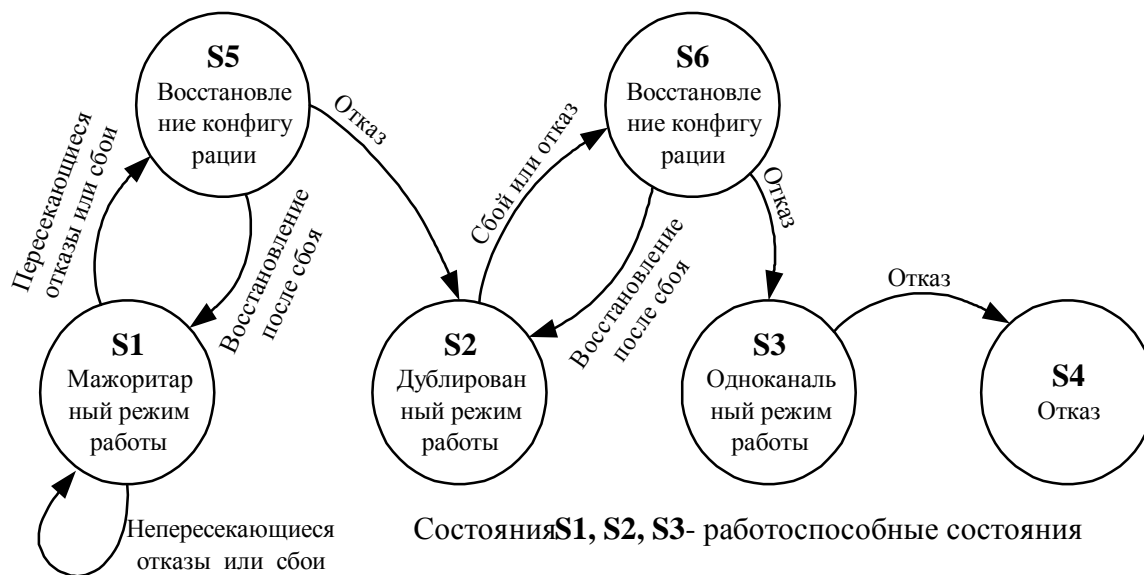 S5
Восстановле
ние конфигу
рации
S6
Восстановле
ние конфигу
рации
Отказ
Пересекающиеся
отказы или сбои
Восстановление
после сбоя
Сбой или отказ
Восстановление
после сбоя
Отказ
Отказ
S1
Мажоритар
ный режим
работы
S2
Дублирован
ный режим
работы
S3
Одноканаль
ный режим
работы
S4
Отказ
Непересекающиеся
отказы или сбои
СостоянияS1, S2, S3- работоспособные состояния